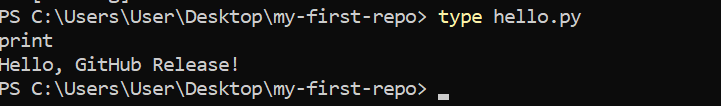 PS C:\Users\User\Desktop\my-first-repo> type hello.py
print
Hello, GitHub Release!
PS C:\Users\User\Desktop\my-first-repo>